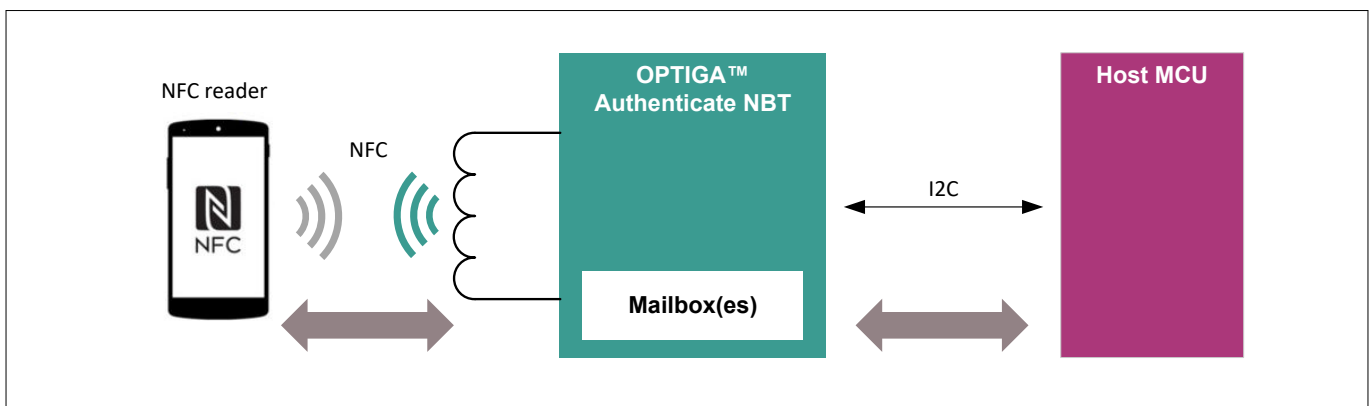 NFC reader
NFC
NFC
OPTIGA™
Authenticate NBT
Mailbox(es)
I2C
Host MCU